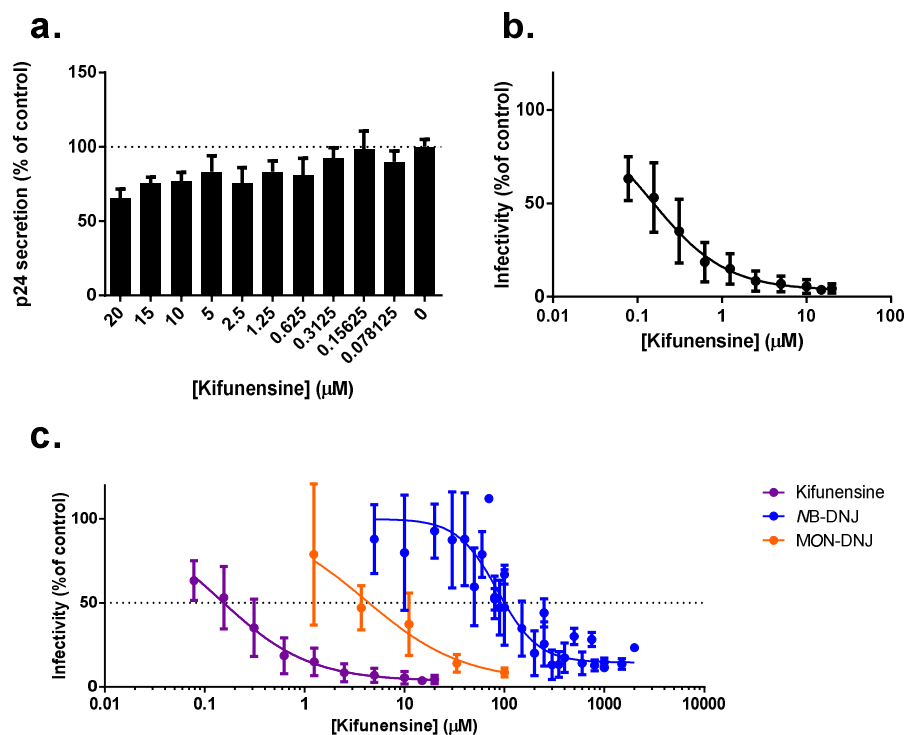 a.
p24 secretion (% of control)
150
100
50
0
20
15
10
5
2.5
1.25
0.625
0.3125
0.15625
0.078125
0
[Kifunensine] (μM)
b.
Infectivity (%of control)
100
50
0
0.01
0.1
1
10
100
[Kifunensine] (μM)
c.
Infectivity (%of control)
100
50
0
0.01
0.1
1
10
100
1000
10000
[Kifunensine] (μM)
Kifunensine
NB-DNJ
MON-DNJ